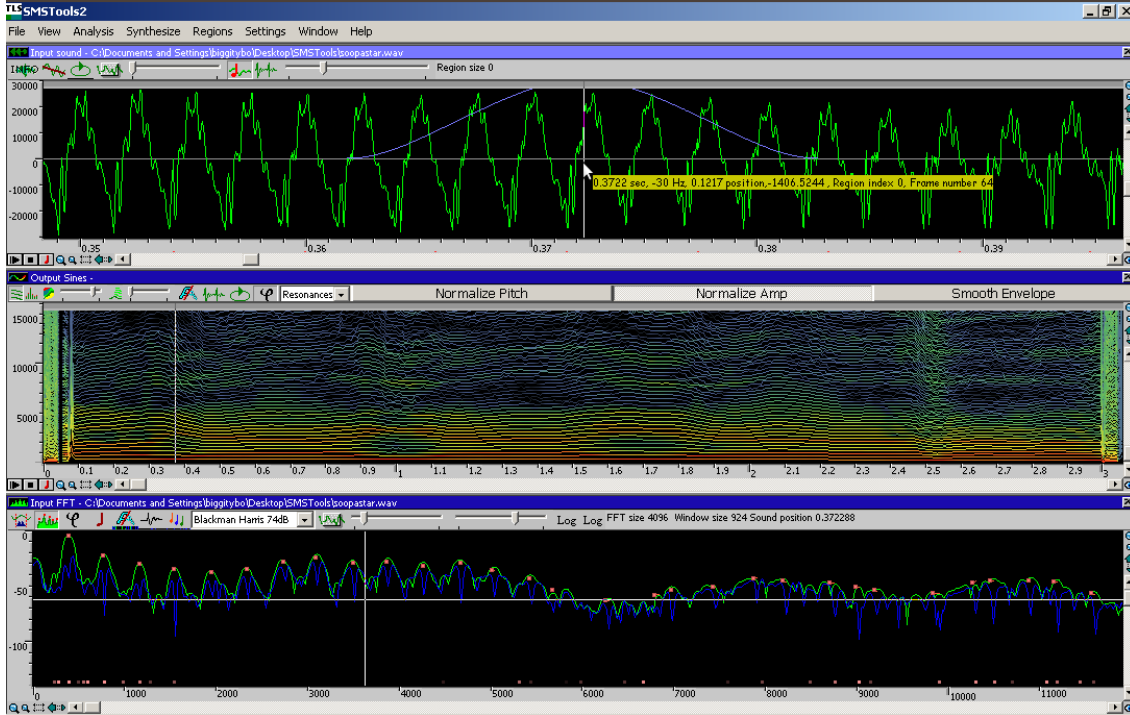 TLS SMSTools2
File View Analysis Synthesize Regions Settings Window Help
Input sound - C:\Documents and Settings\biggitybo\Desktop\SMSTools\soopastar.wav
INFO Region size 0
30000
20000
10000
0
-10000
-20000
0.3722 sec, -30 Hz, 0.1217 position,-1406.5244 , Region index 0, Frame number 64
0.35 0.36 0.37 0.38 0.39
Output Sines -
Resonances Normalize Pitch Normalize Amp Smooth Envelope
15000
10000
5000
0 0.1 0.2 0.3 0.4 0.5 0.6 0.7 0.8 0.9 1 1.1 1.2 1.3 1.4 1.5 1.6 1.7 1.8 1.9 2 2.1 2.2 2.3 2.4 2.5 2.6 2.7 2.8 2.9 3
Input FFT - C:\Documents and Settings\biggitybo\Desktop\SMSTools\soopastar.wav
Blackman Harris 74dB Log Log FFT size 4096 Window size 924 Sound position 0.372288
0
-50
-100
0 1000 2000 3000 4000 5000 6000 7000 8000 9000 10000 11000